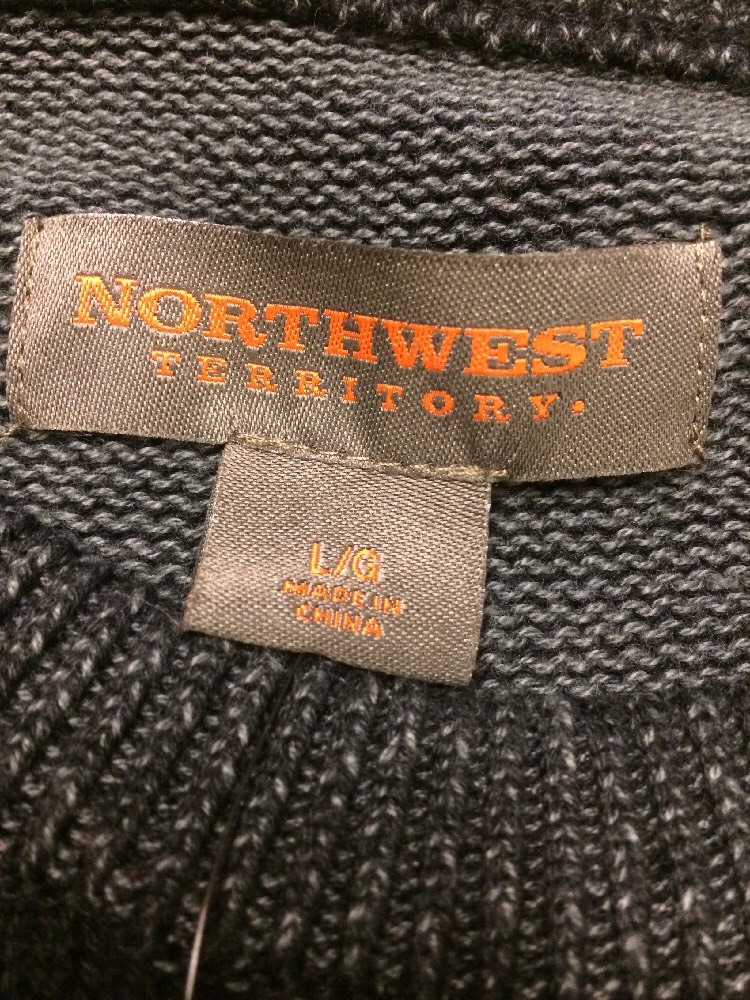 NORTHWEST
TERRITORY.
L/G
MADE IN
CHINA